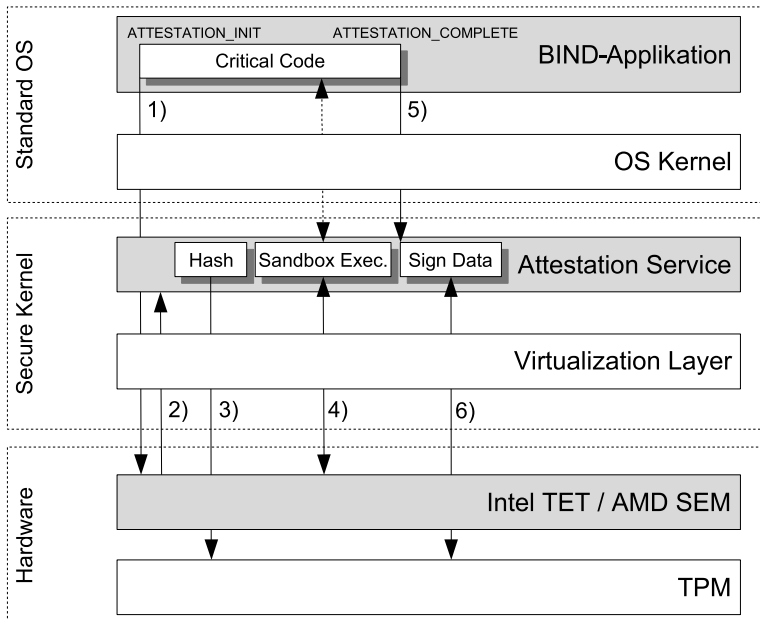 Standard OS
ATTESTATION_INIT
ATTESTATION_COMPLETE
Critical Code
BIND-Applikation
1)
5)
OS Kernel
Secure Kernel
Hash
Sandbox Exec.
Sign Data
Attestation Service
Virtualization Layer
2)
3)
4)
6)
Hardware
Intel TET / AMD SEM
TPM